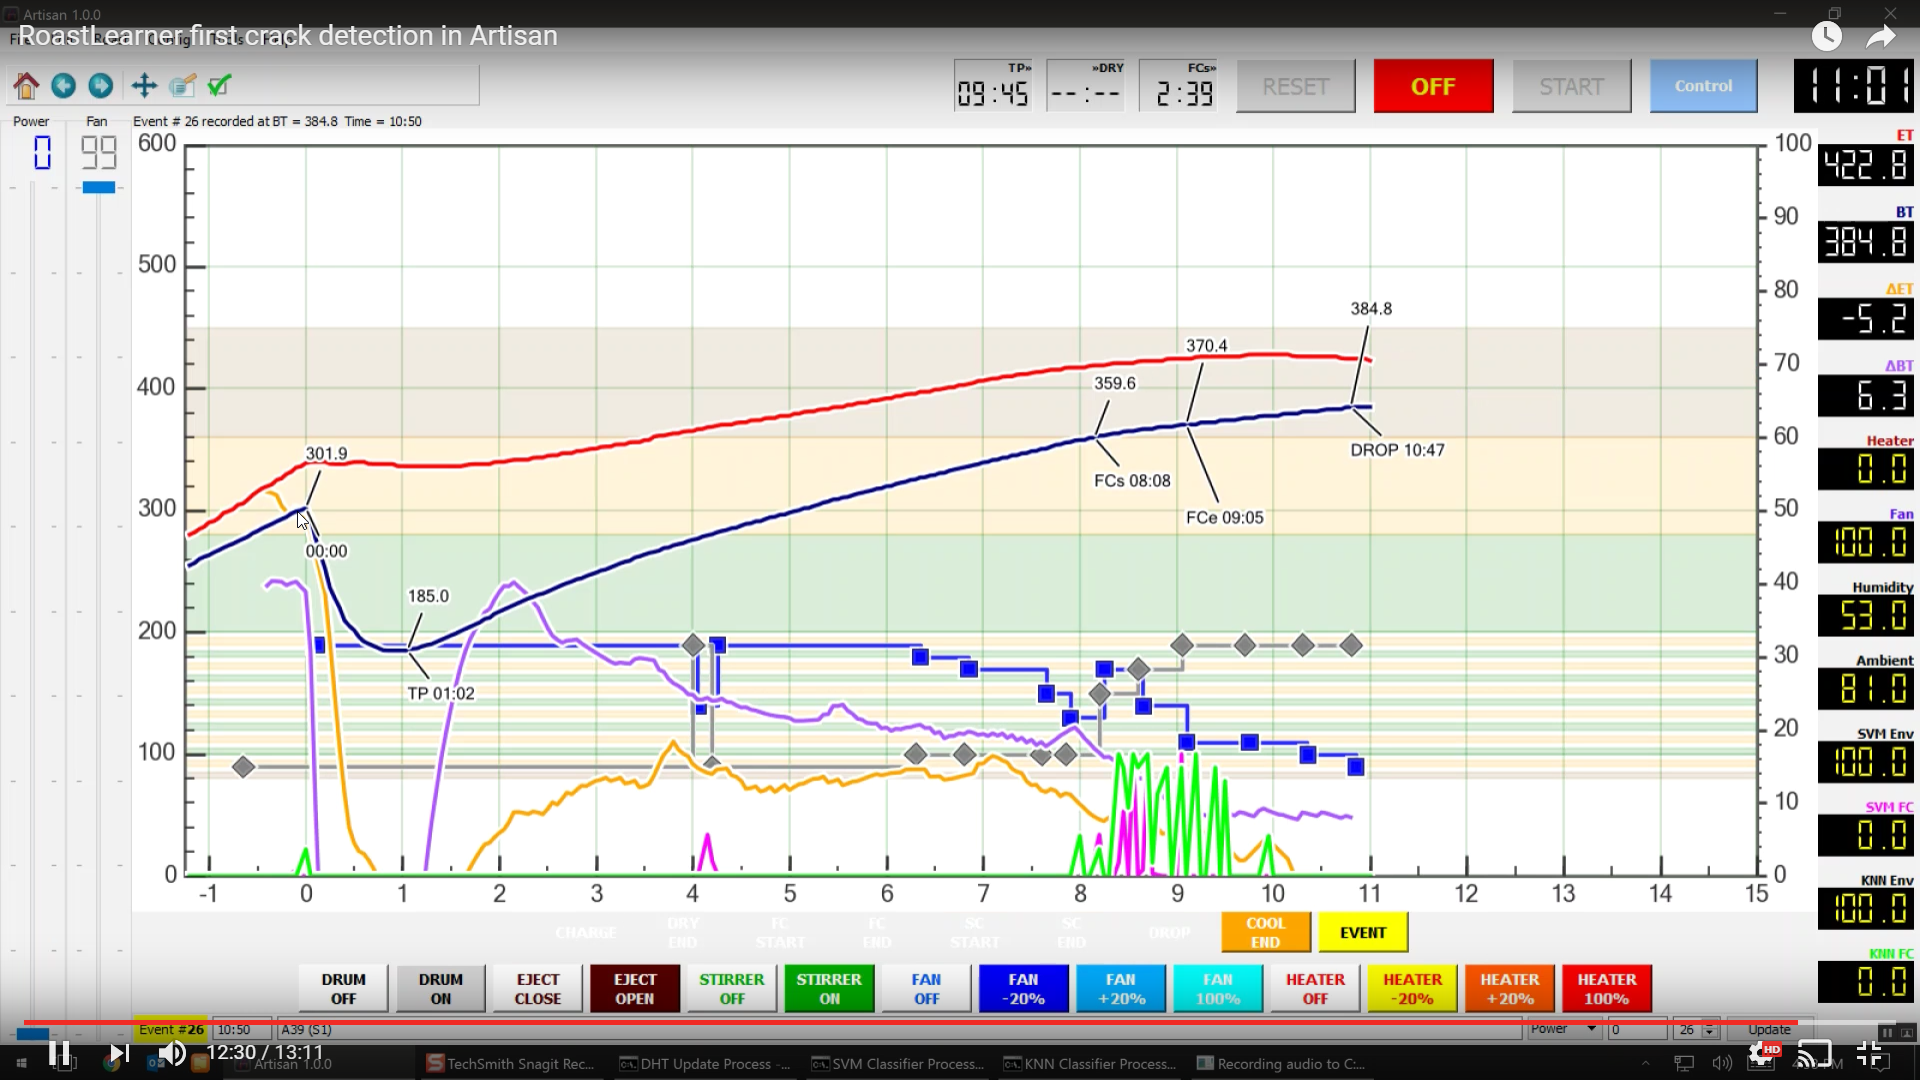 Artisan 1.0.0
RoastLearner first crack detection in Artisan
TP» 09:45
»DRY --:--
FCs» 2:39
RESET
OFF
START
Control
11:01
Power Fan
0 99
Event # 26 recorded at BT = 384.8 Time = 10:50
600
500
400
300
200
100
0
100
90
80
70
60
50
40
30
20
10
0
-1 0 1 2 3 4 5 6 7 8 9 10 11 12 13 14 15
301.9
00:00
185.0
TP 01:02
359.6
FCs 08:08
370.4
FCe 09:05
384.8
DROP 10:47
ET
422.8
BT
384.8
ΔET
-5.2
ΔBT
6.3
Heater
0.0
Fan
100.0
Humidity
53.0
Ambient
81.0
SVM Env
100.0
SVM FC
0.0
KNN Env
100.0
KNN FC
0.0
CHARGE
DRY END
FC START
FC END
SC START
SC END
DROP
COOL END
EVENT
DRUM OFF
DRUM ON
EJECT CLOSE
EJECT OPEN
STIRRER OFF
STIRRER ON
FAN OFF
FAN -20%
FAN +20%
FAN 100%
HEATER OFF
HEATER -20%
HEATER +20%
HEATER 100%
Event #26 10:50 A39 (S1) Power 0 26 Update
12:30 / 13:11
HD
Artisan 1.0.0
TechSmith Snagit Rec...
DHT Update Process -...
SVM Classifier Process...
KNN Classifier Process...
Recording audio to C:...